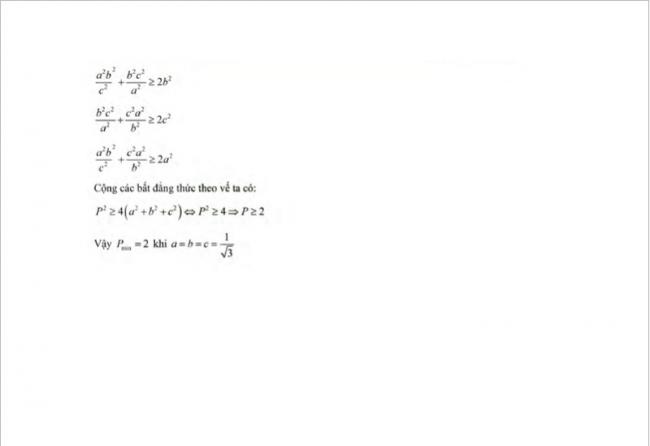 a²b²/c² + b²c²/a² ≥ 2b²
b²c²/a² + c²a²/b² ≥ 2c²
a²b²/c² + c²a²/b² ≥ 2a²
Cộng các bất đẳng thức theo vế ta có:
P² ≥ 4(a² + b² + c²) ⇔ P² ≥ 4 ⇒ P ≥ 2
Vậy Pmin = 2 khi a = b = c = 1/√3